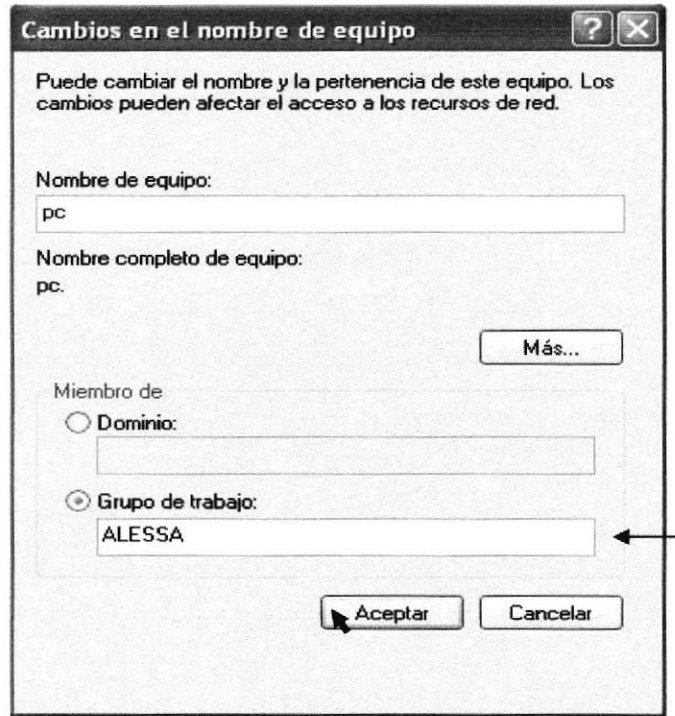 Cambios en el nombre de equipo
Puede cambiar el nombre y la pertenencia de este equipo. Los
cambios pueden afectar el acceso a los recursos de red.
Nombre de equipo:
pc
Nombre completo de equipo:
pc.
Más...
Miembro de
Dominio:
Grupo de trabajo:
ALESSA
Aceptar
Cancelar